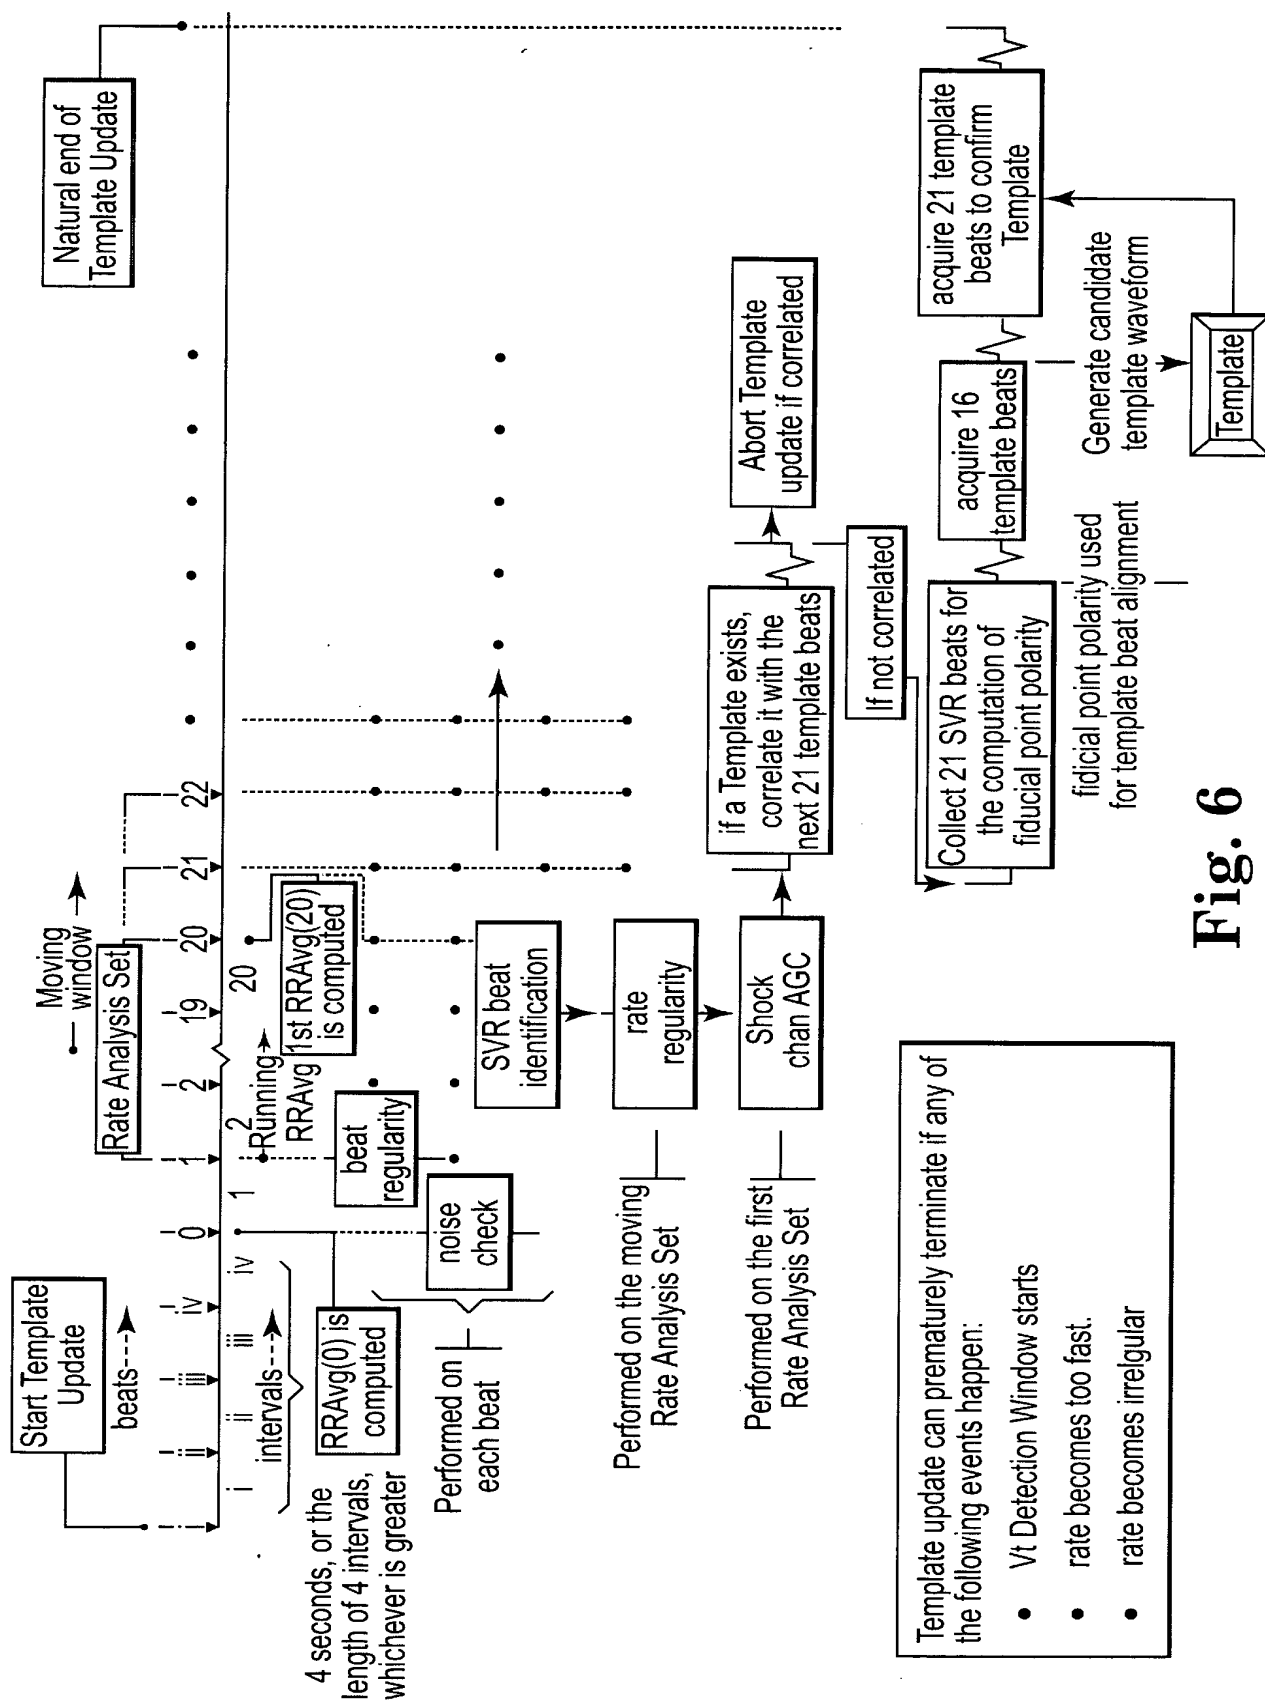 Start Template
Update
Natural end of
Template Update
Moving
window
Rate Analysis Set
beats
i
ii
iii
iv
0
1
2
19
20
21
22
i
ii
iii
iv
1
2
20
intervals
Running
RRAvg
1st RRAvg(20)
is computed
RRAvg(0) is
computed
4 seconds, or the
length of 4 intervals,
whichever is greater
beat
regularity
noise
check
Performed on
each beat
SVR beat
identification
Performed on the moving
Rate Analysis Set
rate
regularity
Performed on the first
Rate Analysis Set
Shock
chan AGC
if a Template exists,
correlate it with the
next 21 template beats
Abort Template
update if correlated
If not correlated
Collect 21 SVR beats for
the computation of
fiducial point polarity
acquire 16
template beats
acquire 21 template
beats to confirm
Template
fidicial point polarity used
for template beat alignment
Generate candidate
template waveform
Template
Template update can prematurely terminate if any of
the following events happen:
• Vt Detection Window starts
• rate becomes too fast.
• rate becomes irrelgular
Fig. 6